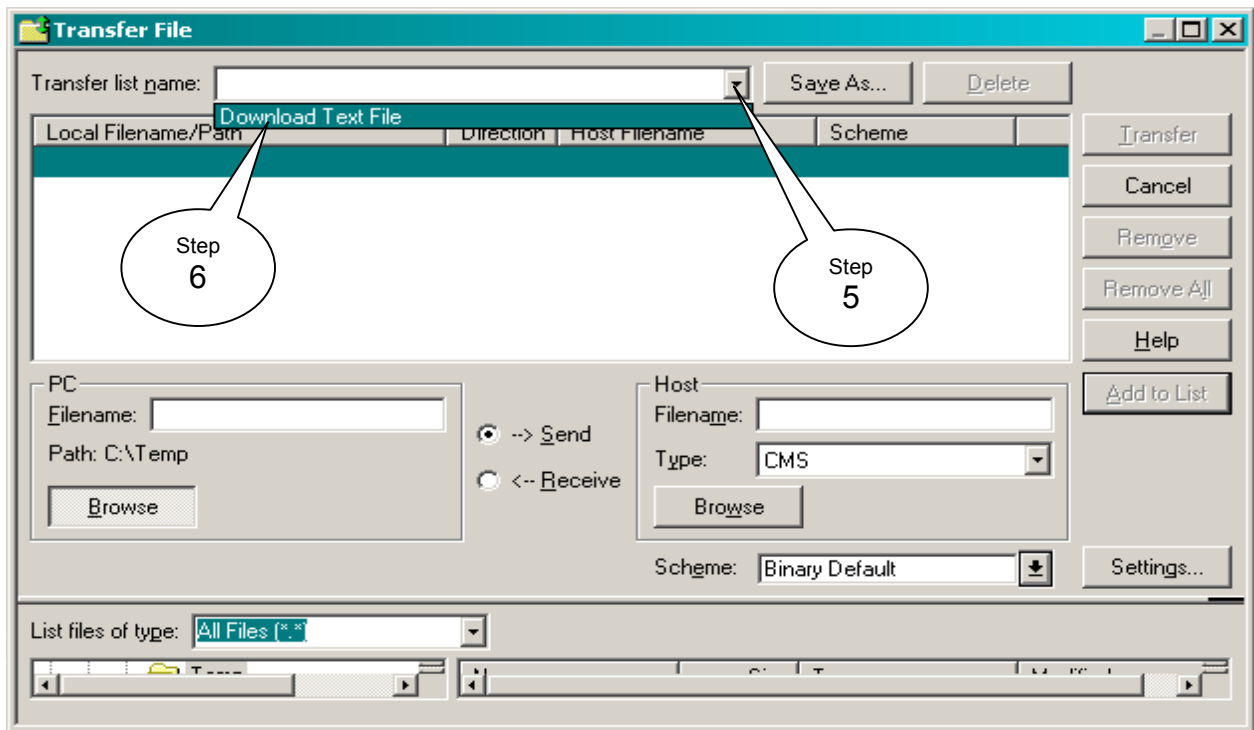 Transfer File
Transfer list name:
Save As...
Delete
Download Text File
Local Filename/Path Direction Host Filename Scheme
Transfer
Cancel
Remove
Remove All
Help
Add to List
Step
6
Step
5
PC
Filename:
Path: C:\Temp
Browse
--> Send
<-- Receive
Host
Filename:
Type: CMS
Browse
Scheme: Binary Default
Settings...
List files of type: All Files (*.*)